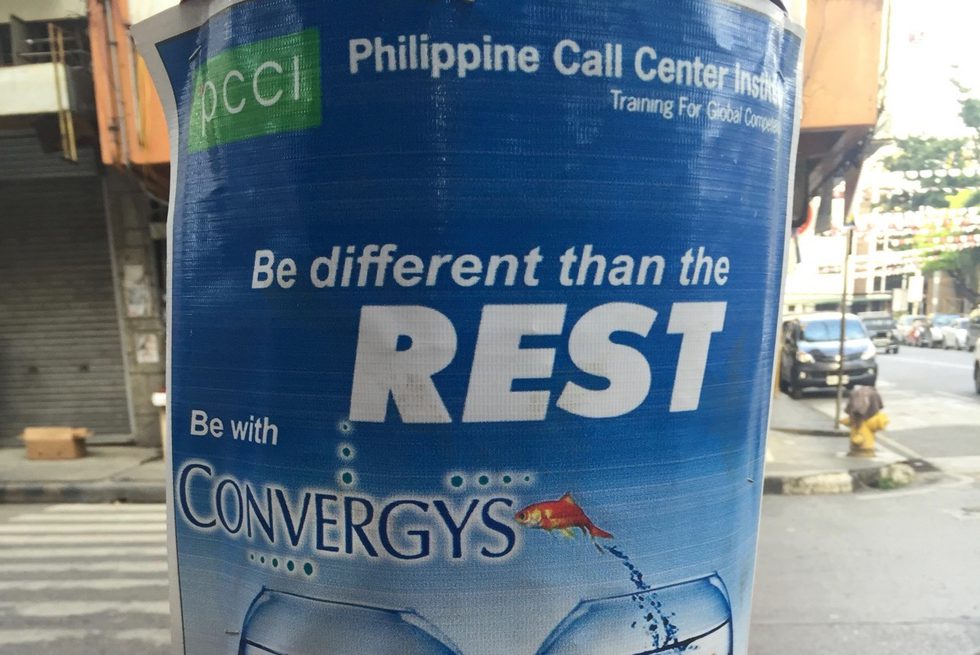 pcci
Philippine Call Center
Training For Global
Be different than the
REST
Be with
CONVERGYS